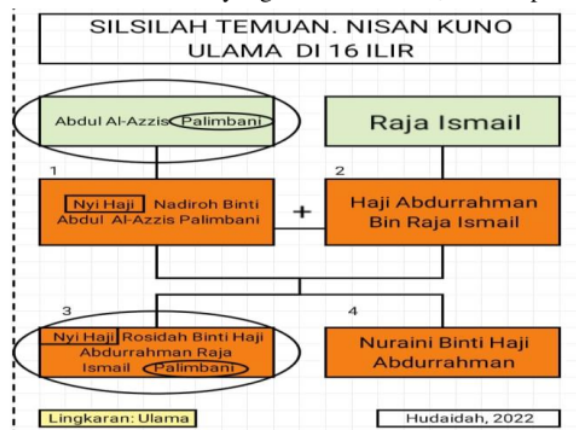 SILSILAH TEMUAN. NISAN KUNO
ULAMA DI 16 ILIR
Abdul Al-Azzis Palimbani
Raja Ismail
1
2
Nyi Haji Nadiroh Binti
Abdul Al-Azzis Palimbani
+
Haji Abdurrahman
Bin Raja Ismail
3
4
Nyi Haji Rosidah Binti Haji
Abdurrahman Raja
Ismail Palimbani
Nuraini Binti Haji
Abdurrahman
Lingkaran: Ulama
Hudaidah, 2022